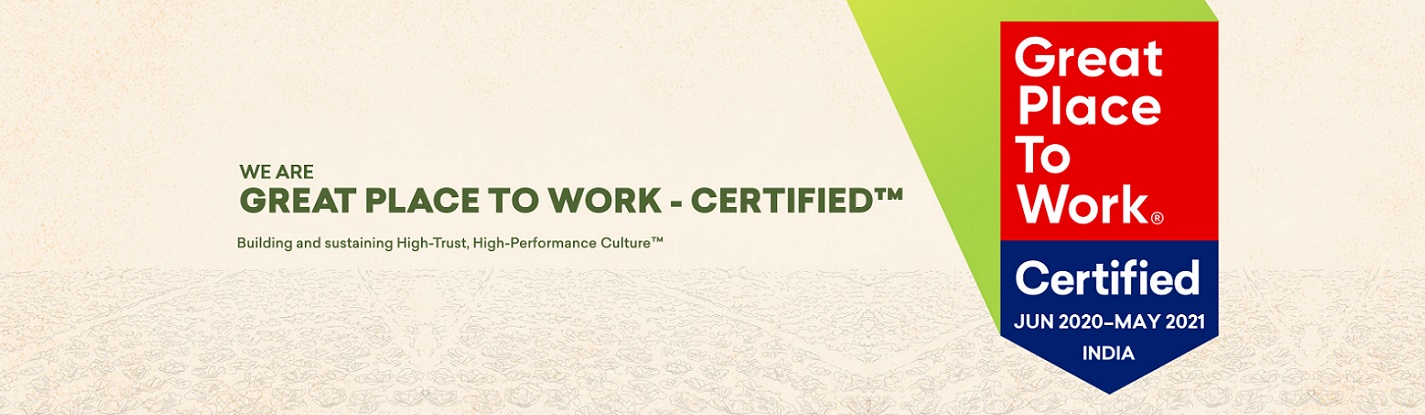 WE ARE
GREAT PLACE TO WORK - CERTIFIED™
Building and sustaining High-Trust, High-Performance Culture™
Great
Place
To
Work®
Certified
JUN 2020–MAY 2021
INDIA